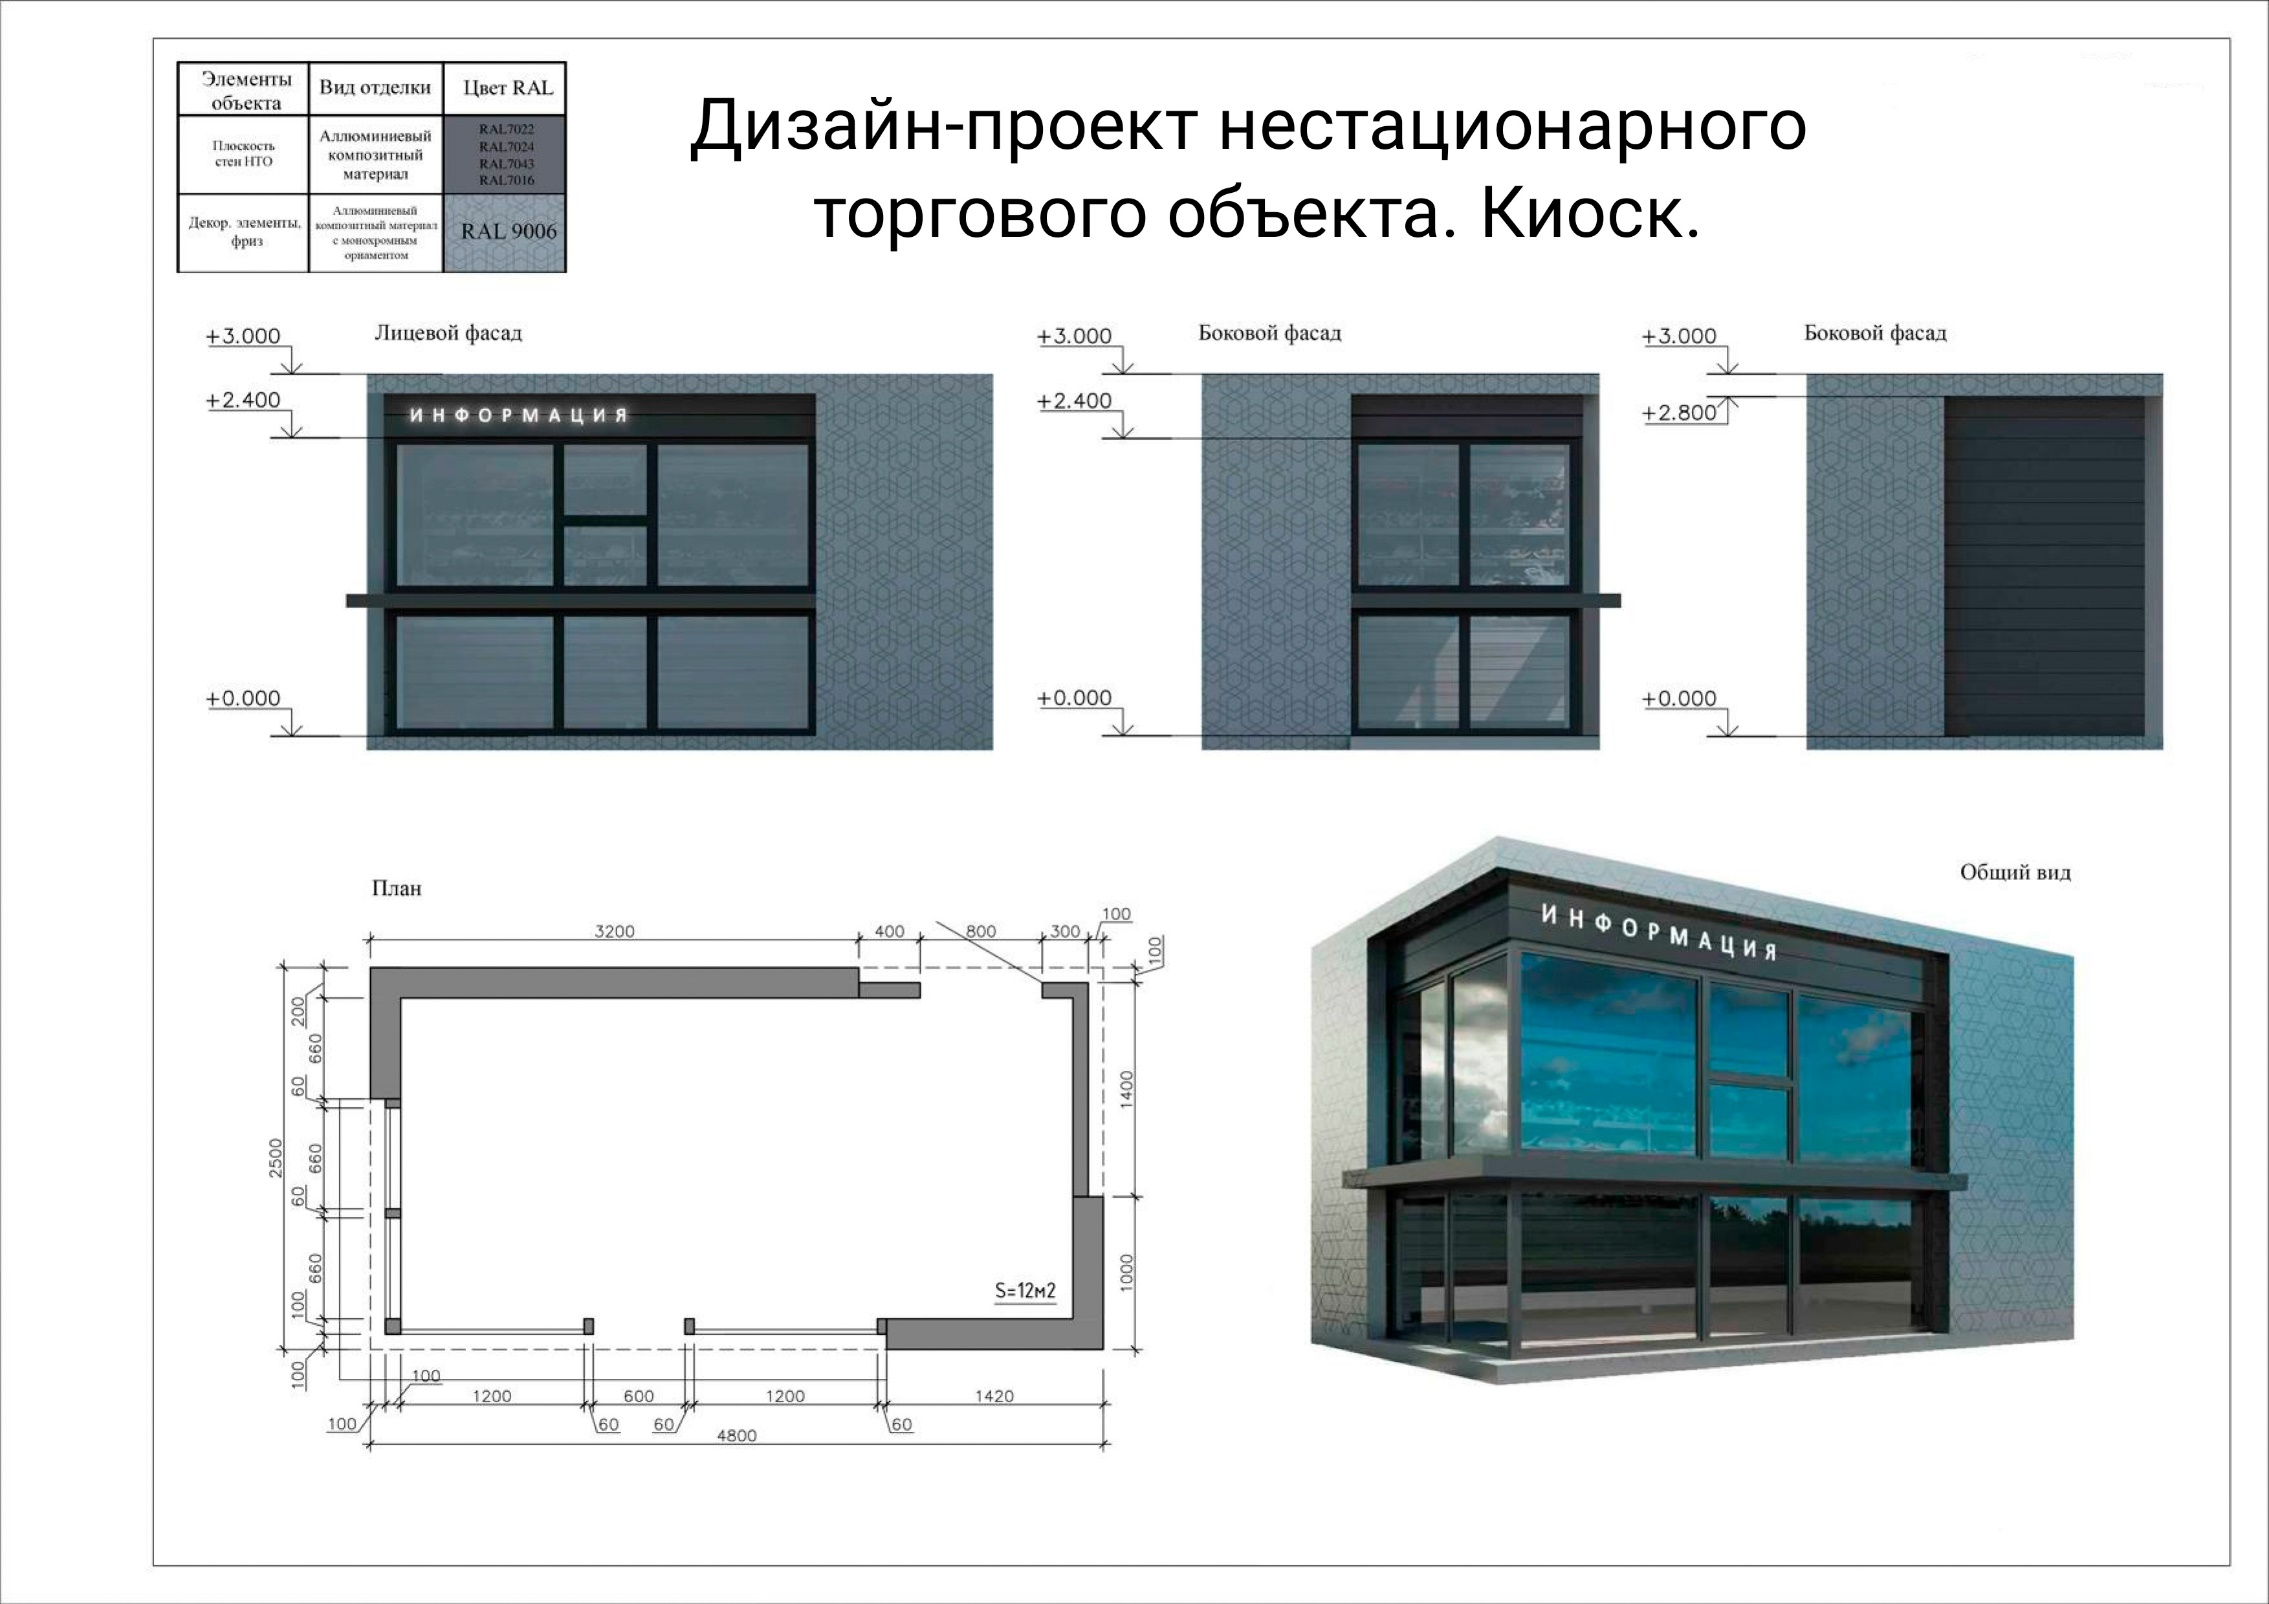 Элементы
объекта
Вид отделки
Цвет RAL
Плоскость
стен НТО
Аллюминиевый
композитный
материал
RAL7022
RAL7024
RAL7043
RAL7016
Декор. элементы,
фриз
Аллюминиевый
композитный материал
с монохромным
орнаментом
RAL 9006
Дизайн-проект нестационарного
торгового объекта. Киоск.
Лицевой фасад
+3.000
+2.400
+0.000
ИНФОРМАЦИЯ
Боковой фасад
+3.000
+2.400
+0.000
Боковой фасад
+3.000
+2.800
+0.000
План
3200
400
800
300
100
100
1400
1000
200
660
60
660
60
660
100
100
2500
S=12м2
100
100
1200
60
600
60
1200
60
1420
4800
Общий вид
ИНФОРМАЦИЯ